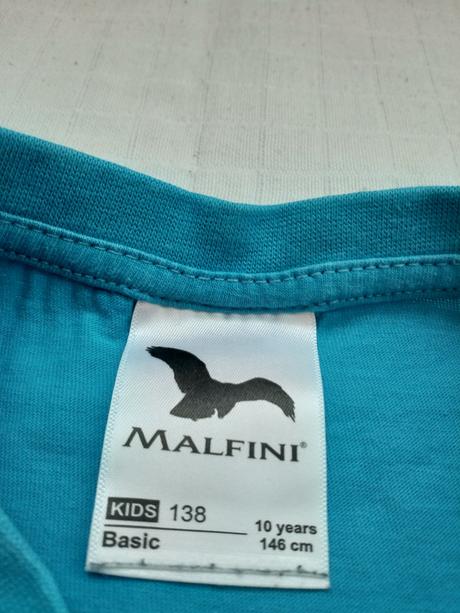 MALFINI®
KIDS 138
Basic
10 years
146 cm